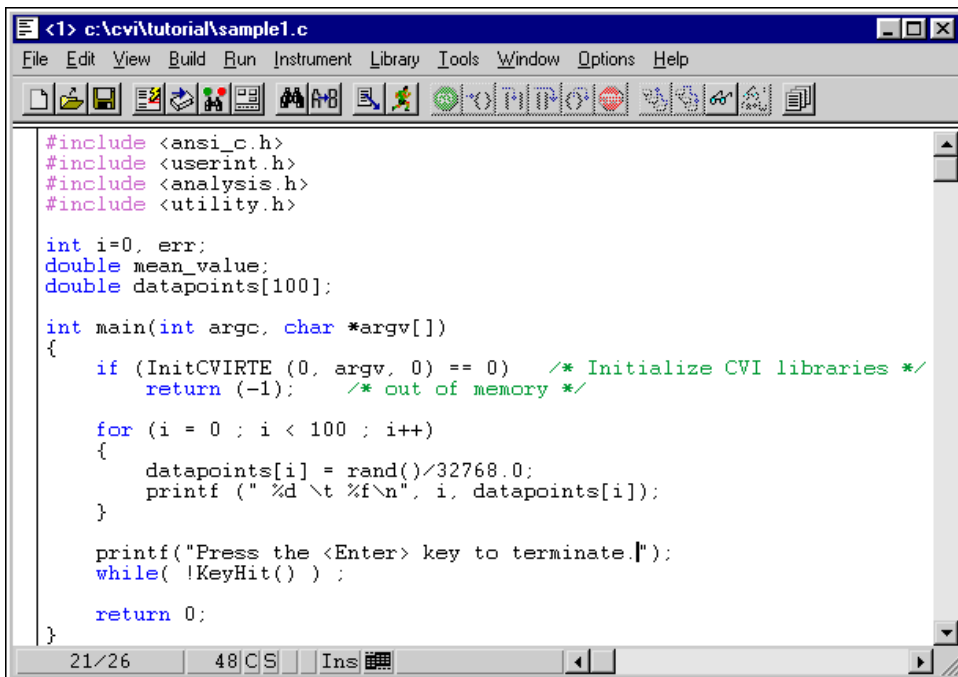 <1> c:\cvi\tutorial\sample1.c
File Edit View Build Run Instrument Library Tools Window Options Help
#include <ansi_c.h>
#include <userint.h>
#include <analysis.h>
#include <utility.h>
int i=0, err;
double mean_value;
double datapoints[100];
int main(int argc, char *argv[])
{
if (InitCVIRTE (0, argv, 0) == 0) /* Initialize CVI libraries */
return (-1); /* out of memory */
for (i = 0 ; i < 100 ; i++)
{
datapoints[i] = rand()/32768.0;
printf (" %d \t %f\n", i, datapoints[i]);
}
printf("Press the <Enter> key to terminate.");
while( !KeyHit() ) ;
return 0;
}
21/26 48 C S Ins